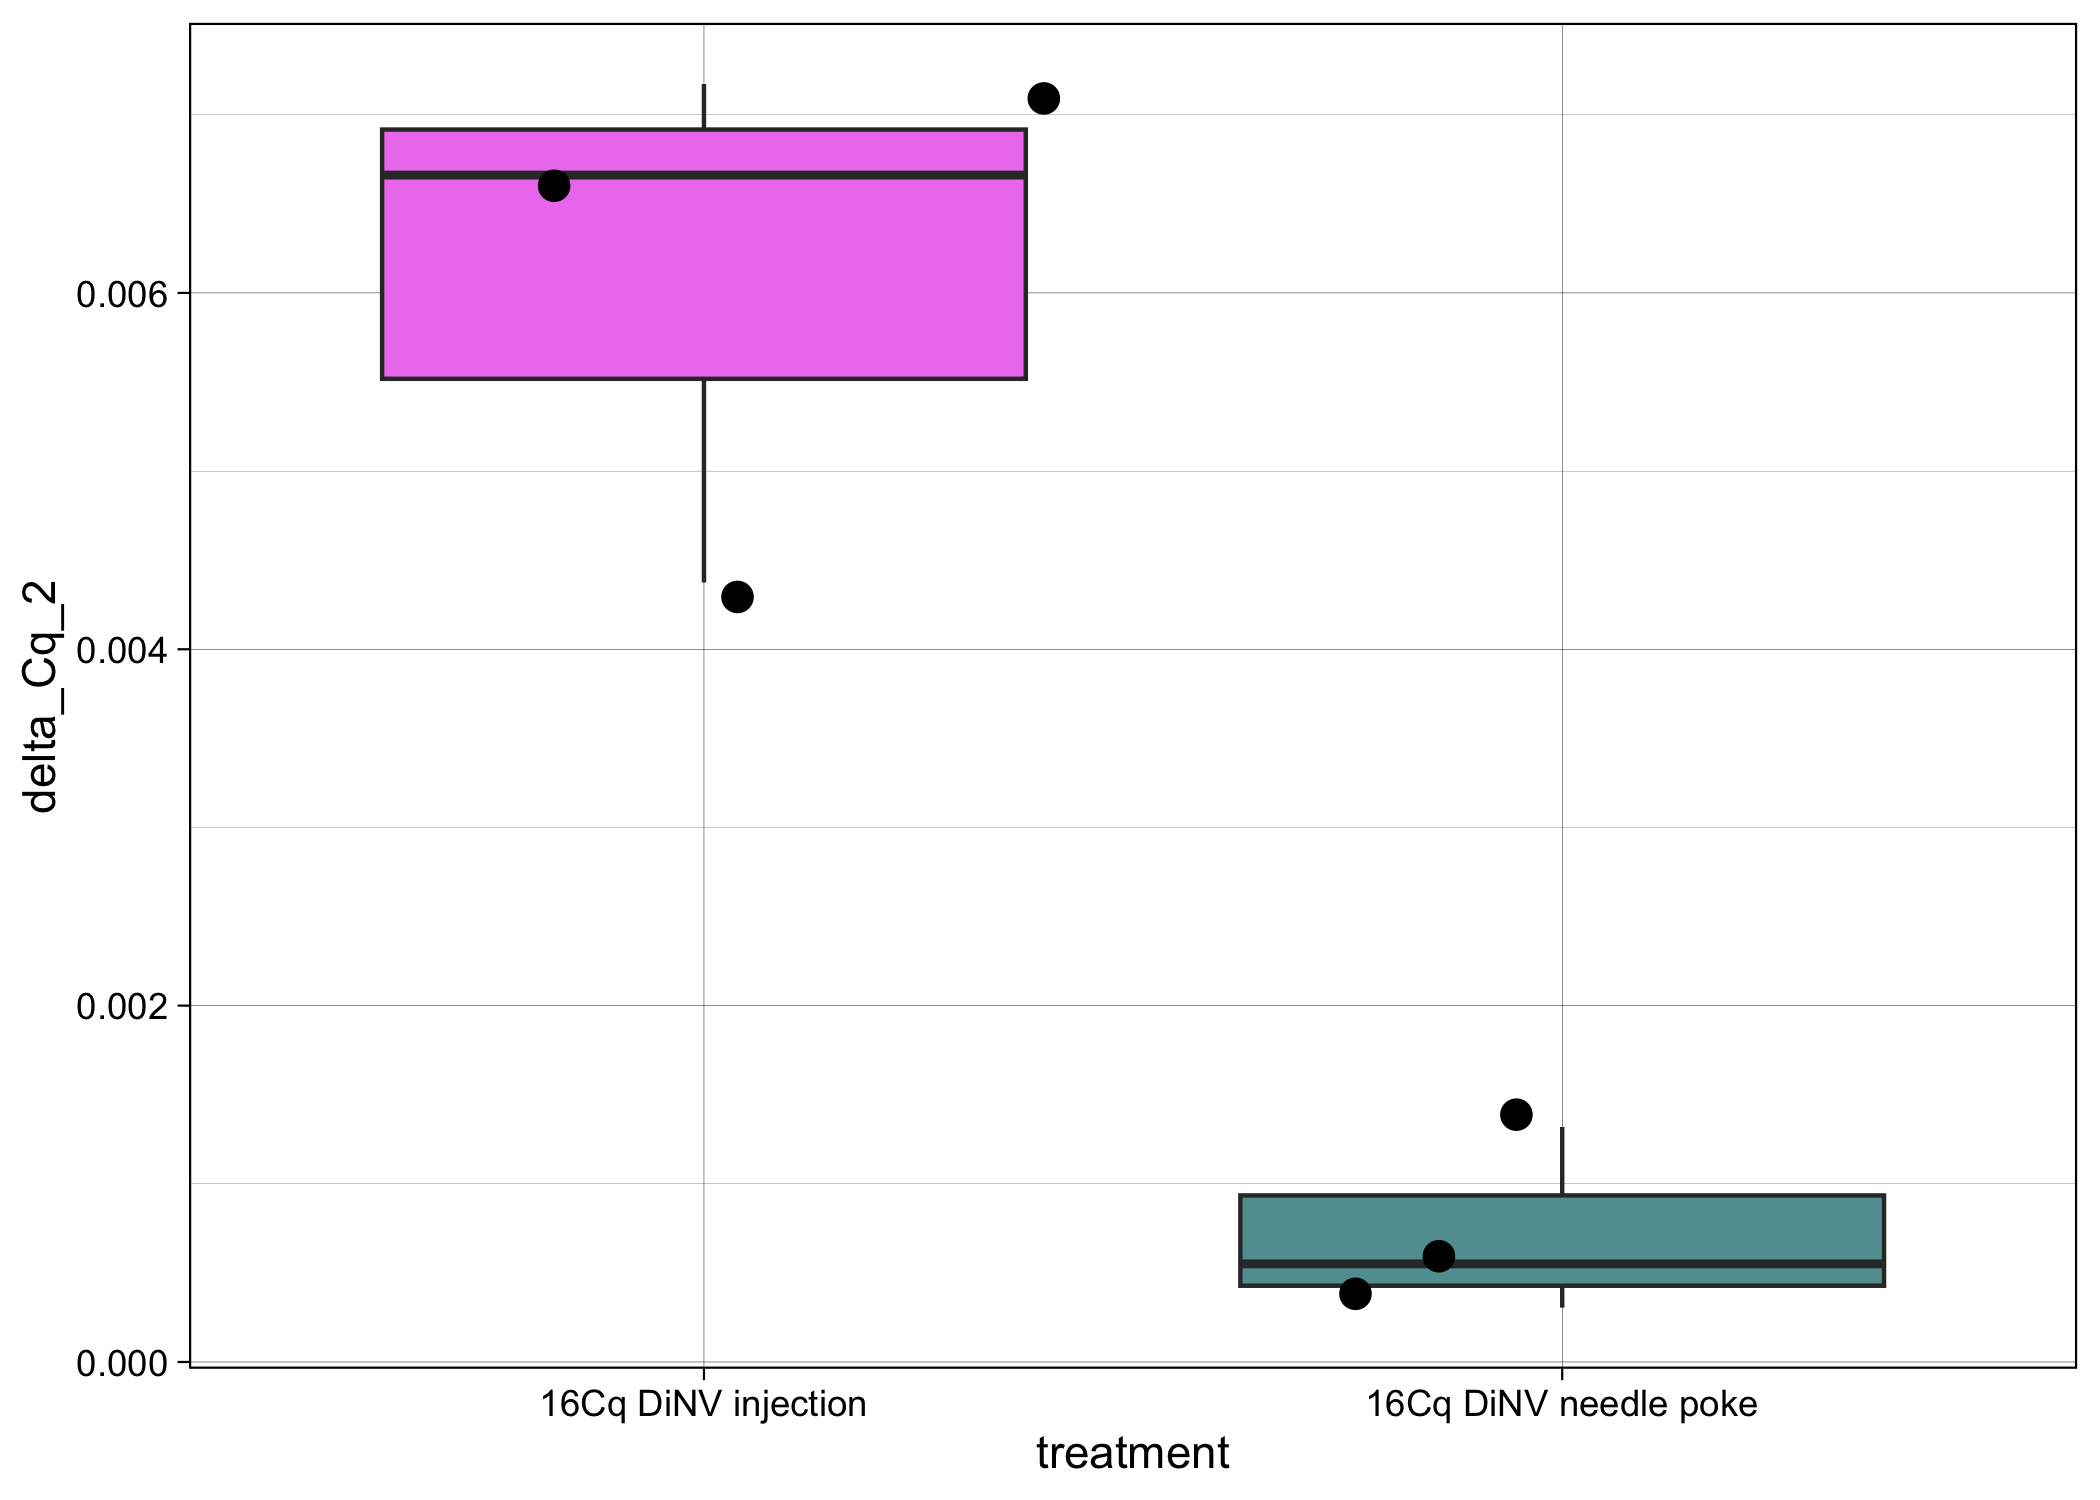 delta_Cq_2
0.006
0.004
0.002
0.000
16Cq DiNV injection
16Cq DiNV needle poke
treatment